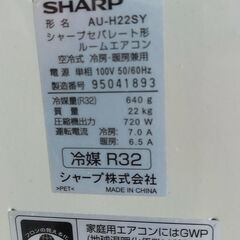 SHARP
形名 AU-H22SY
シャープセパレート形
ルームエアコン
空冷式 冷房・暖房兼用
電源 単相 100V 50/60Hz
製造番号 95041893
冷媒量(R32) 640 g
質量 22 kg
圧縮機出力 720 W
運転電流 冷房 7.0 A
暖房 6.5 A
冷媒 R32
シャープ株式会社
>PET< MADE IN CHINA
家庭用エアコンにはGWP